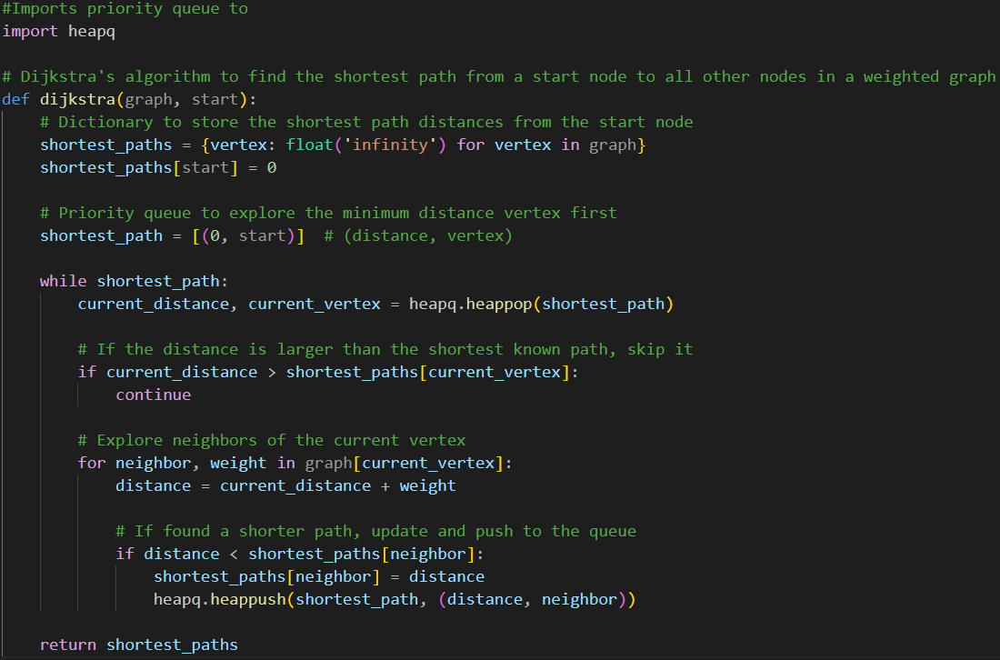 #Imports priority queue to
import heapq
# Dijkstra's algorithm to find the shortest path from a start node to all other nodes in a weighted graph
def dijkstra(graph, start):
    # Dictionary to store the shortest path distances from the start node
    shortest_paths = {vertex: float('infinity') for vertex in graph}
    shortest_paths[start] = 0
    # Priority queue to explore the minimum distance vertex first
    shortest_path = [(0, start)]  # (distance, vertex)
    while shortest_path:
        current_distance, current_vertex = heapq.heappop(shortest_path)
        # If the distance is larger than the shortest known path, skip it
        if current_distance > shortest_paths[current_vertex]:
            continue
        # Explore neighbors of the current vertex
        for neighbor, weight in graph[current_vertex]:
            distance = current_distance + weight
            # If found a shorter path, update and push to the queue
            if distance < shortest_paths[neighbor]:
                shortest_paths[neighbor] = distance
                heapq.heappush(shortest_path, (distance, neighbor))
    return shortest_paths